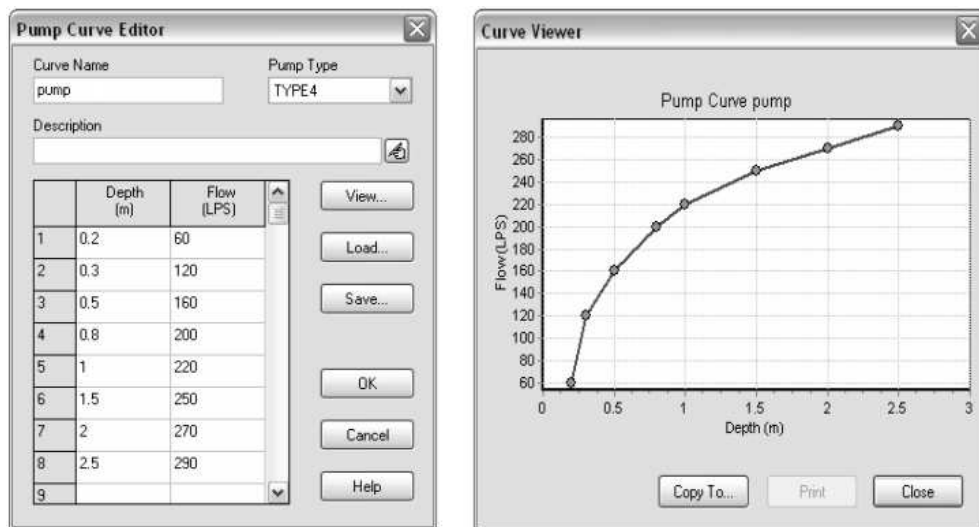 Pump Curve Editor
Curve Name
Pump Type
pump
TYPE4
Description
Depth (m)
Flow (LPS)
View...
1 0.2 60
2 0.3 120
Load...
3 0.5 160
Save...
4 0.8 200
5 1 220
6 1.5 250
OK
7 2 270
Cancel
8 2.5 290
Help
9
Curve Viewer
Pump Curve pump
Flow (LPS)
280
260
240
220
200
180
160
140
120
100
80
60
0 0.5 1 1.5 2 2.5 3
Depth (m)
Copy To...
Print
Close